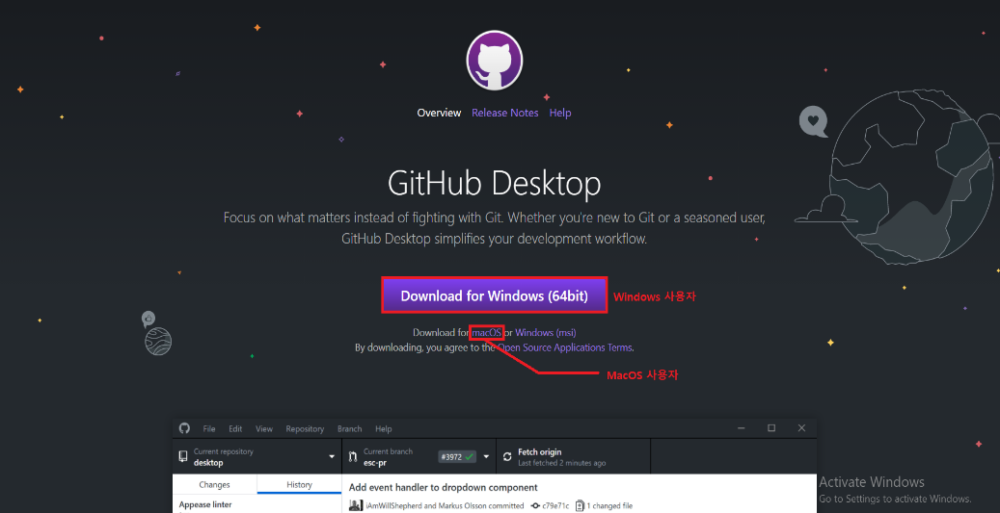 Overview Release Notes Help
GitHub Desktop
Focus on what matters instead of fighting with Git. Whether you're new to Git or a seasoned user,
GitHub Desktop simplifies your development workflow.
Download for Windows (64bit) Windows 사용자
Download for macOS or Windows (msi)
By downloading, you agree to the Open Source Applications Terms.
MacOS 사용자
File Edit View Repository Branch Help
Current repository
desktop
Current branch
esc-pr
#3972
Fetch origin
Last fetched 2 minutes ago
Changes History
Appease linter
Add event handler to dropdown component
iAmWillShepherd and Markus Olsson committed c79e71c 1 changed file
Activate Windows
Go to Settings to activate Windows.